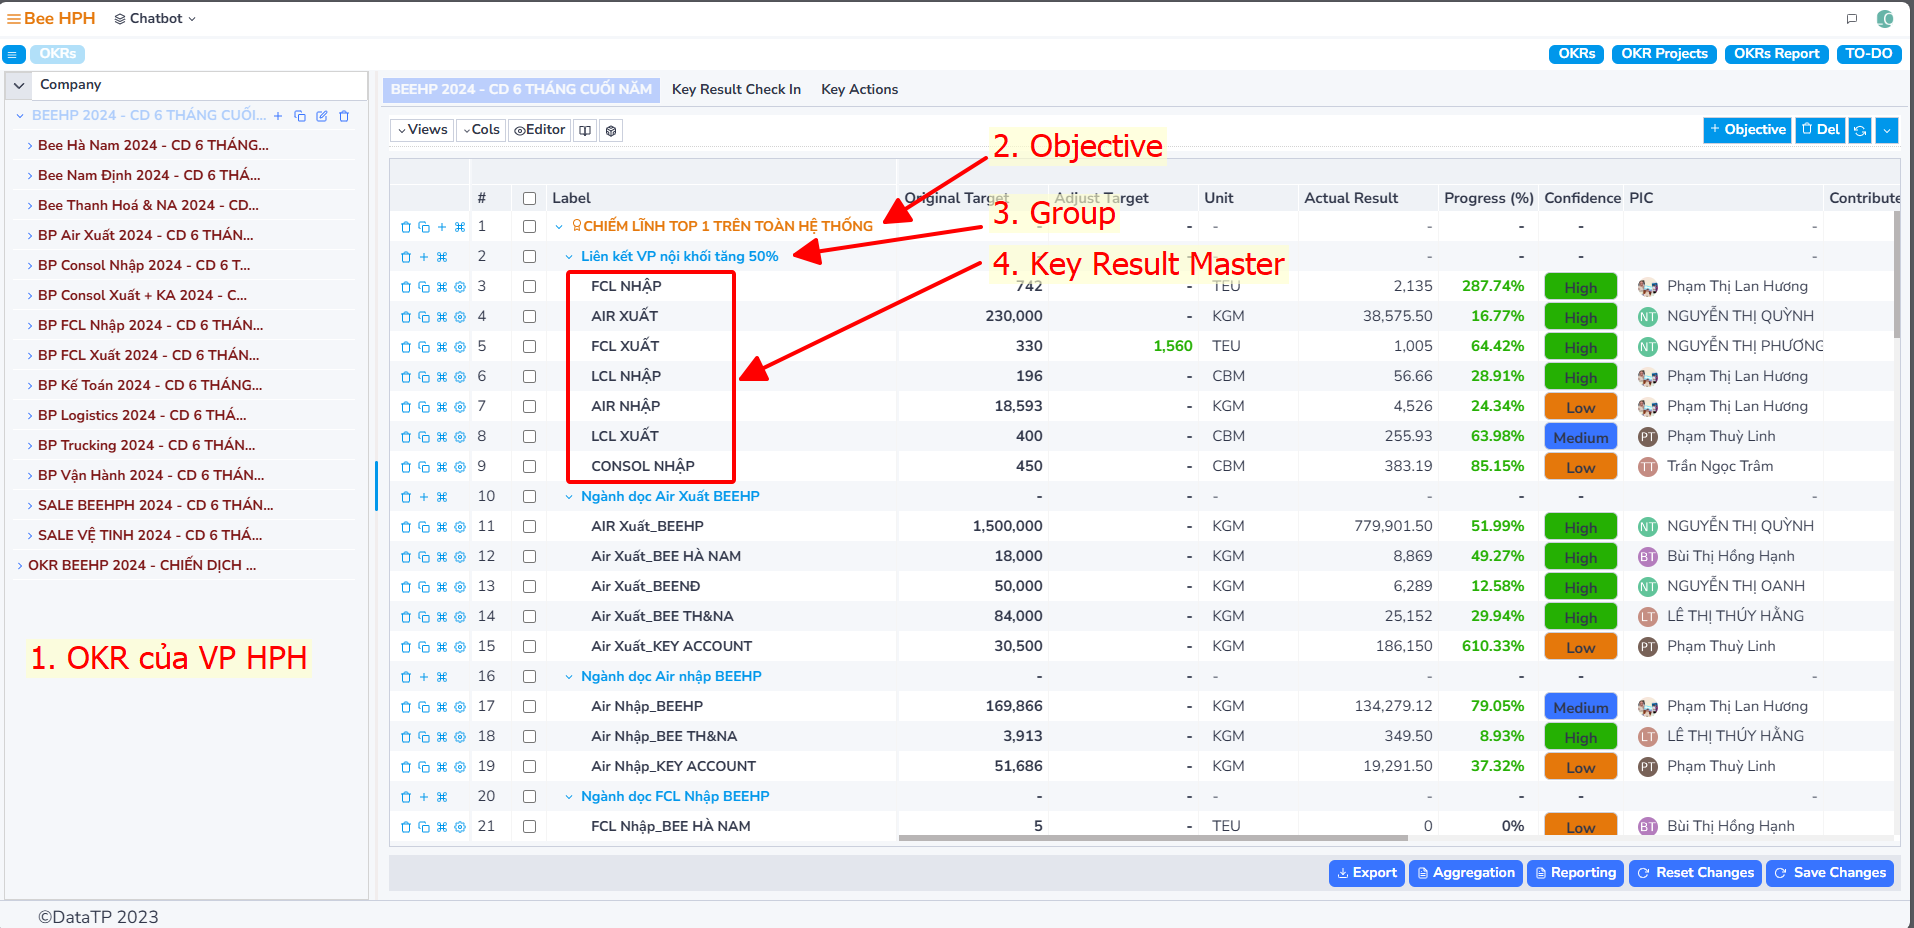 Bee HPH Chatbot
OKRs OKRs OKR Projects OKRs Report TO-DO
Company
BEEHP 2024 - CD 6 THÁNG CUỐI...
Bee Hà Nam 2024 - CD 6 THÁNG...
Bee Nam Định 2024 - CD 6 THÁ...
Bee Thanh Hoá & NA 2024 - CD...
BP Air Xuất 2024 - CD 6 THÁN...
BP Consol Nhập 2024 - CD 6 T...
BP Consol Xuất + KA 2024 - C...
BP FCL Nhập 2024 - CD 6 THÁN...
BP FCL Xuất 2024 - CD 6 THÁN...
BP Kế Toán 2024 - CD 6 THÁNG...
BP Logistics 2024 - CD 6 THÁ...
BP Trucking 2024 - CD 6 THÁN...
BP Vận Hành 2024 - CD 6 THÁN...
SALE BEEHPH 2024 - CD 6 THÁN...
SALE VỆ TINH 2024 - CD 6 THÁ...
OKR BEEHP 2024 - CHIẾN DỊCH ...
1. OKR của VP HPH
BEEHP 2024 - CD 6 THÁNG CUỐI NĂM Key Result Check In Key Actions
Views Cols Editor + Objective Del
2. Objective
3. Group
4. Key Result Master
# Label Original Target Adjust Target Unit Actual Result Progress (%) Confidence PIC Contribute
1 CHIẾM LĨNH TOP 1 TRÊN TOÀN HỆ THỐNG - - - - - - -
2 Liên kết VP nội khối tăng 50% - - - - - -
3 FCL NHẬP 742 - TEU 2,135 287.74% High Phạm Thị Lan Hương
4 AIR XUẤT 230,000 - KGM 38,575.50 16.77% High NT NGUYỄN THỊ QUỲNH
5 FCL XUẤT 330 1,560 TEU 1,005 64.42% High NT NGUYỄN THỊ PHƯƠNG
6 LCL NHẬP 196 - CBM 56.66 28.91% High Phạm Thị Lan Hương
7 AIR NHẬP 18,593 - KGM 4,526 24.34% Low Phạm Thị Lan Hương
8 LCL XUẤT 400 - CBM 255.93 63.98% Medium PT Phạm Thuỳ Linh
9 CONSOL NHẬP 450 - CBM 383.19 85.15% Low TT Trần Ngọc Trâm
10 Ngành dọc Air Xuất BEEHP - - - - - - -
11 AIR Xuất_BEEHP 1,500,000 - KGM 779,901.50 51.99% High NT NGUYỄN THỊ QUỲNH
12 Air Xuất_BEE HÀ NAM 18,000 - KGM 8,869 49.27% High BT Bùi Thị Hồng Hạnh
13 Air Xuất_BEENĐ 50,000 - KGM 6,289 12.58% High NT NGUYỄN THỊ OANH
14 Air Xuất_BEE TH&NA 84,000 - KGM 25,152 29.94% High LT LÊ THỊ THÚY HẰNG
15 Air Xuất_KEY ACCOUNT 30,500 - KGM 186,150 610.33% Low PT Phạm Thuỳ Linh
16 Ngành dọc Air nhập BEEHP - - - - - - -
17 Air Nhập_BEEHP 169,866 - KGM 134,279.12 79.05% Medium Phạm Thị Lan Hương
18 Air Nhập_BEE TH&NA 3,913 - KGM 349.50 8.93% High LT LÊ THỊ THÚY HẰNG
19 Air Nhập_KEY ACCOUNT 51,686 - KGM 19,291.50 37.32% Low PT Phạm Thuỳ Linh
20 Ngành dọc FCL Nhập BEEHP - - - - - - -
21 FCL Nhập_BEE HÀ NAM 5 - TEU 0 0% Low BT Bùi Thị Hồng Hạnh
Export Aggregation Reporting Reset Changes Save Changes
©DataTP 2023